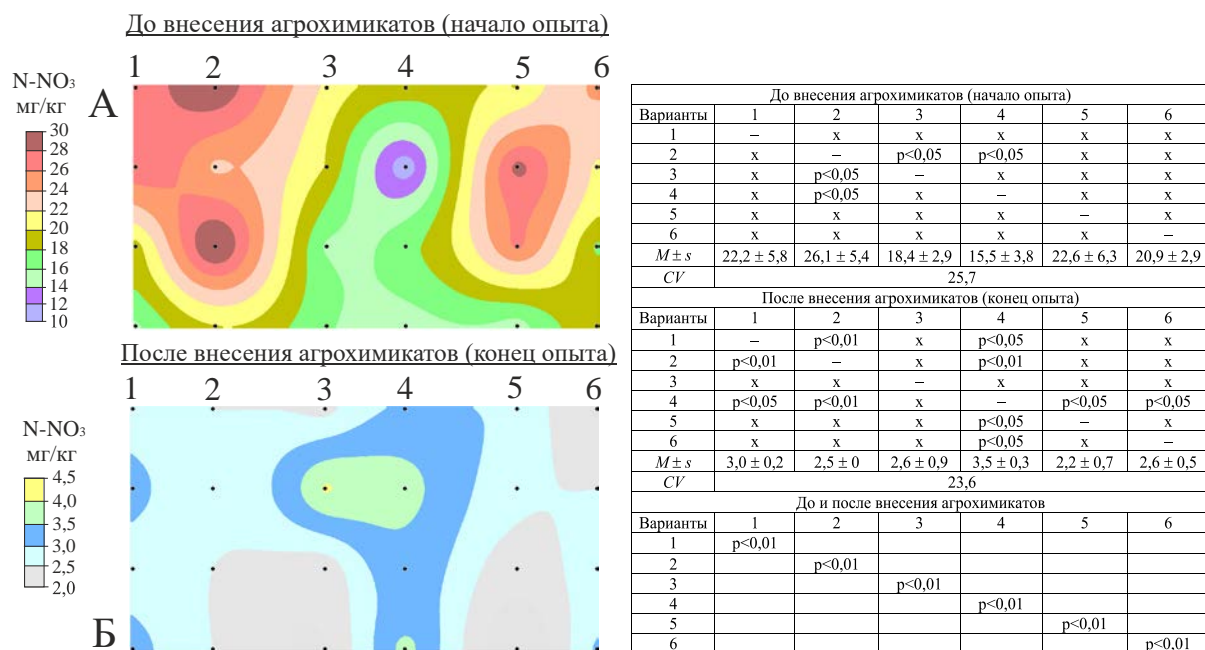 До внесения агрохимикатов (начало опыта)
1 2 3 4 5 6
N-NO₃
мг/кг
А
30
28
26
24
22
20
18
16
14
12
10
После внесения агрохимикатов (конец опыта)
1 2 3 4 5 6
N-NO₃
мг/кг
4,5
4,0
3,5
3,0
2,5
2,0
Б
До внесения агрохимикатов (начало опыта)
Варианты 1 2 3 4 5 6
1 – x x x x x
2 x – p<0,05 p<0,05 x x
3 x p<0,05 – x x x
4 x p<0,05 x – x x
5 x x x x – x
6 x x x x x –
M ± s 22,2 ± 5,8 26,1 ± 5,4 18,4 ± 2,9 15,5 ± 3,8 22,6 ± 6,3 20,9 ± 2,9
CV 25,7
После внесения агрохимикатов (конец опыта)
Варианты 1 2 3 4 5 6
1 – p<0,01 x p<0,05 x x
2 p<0,01 – x p<0,01 x x
3 x x – x x x
4 p<0,05 p<0,01 x – p<0,05 p<0,05
5 x x x p<0,05 – x
6 x x x p<0,05 x –
M ± s 3,0 ± 0,2 2,5 ± 0 2,6 ± 0,9 3,5 ± 0,3 2,2 ± 0,7 2,6 ± 0,5
CV 23,6
До и после внесения агрохимикатов
Варианты 1 2 3 4 5 6
1 p<0,01
2 p<0,01
3 p<0,01
4 p<0,01
5 p<0,01
6 p<0,01